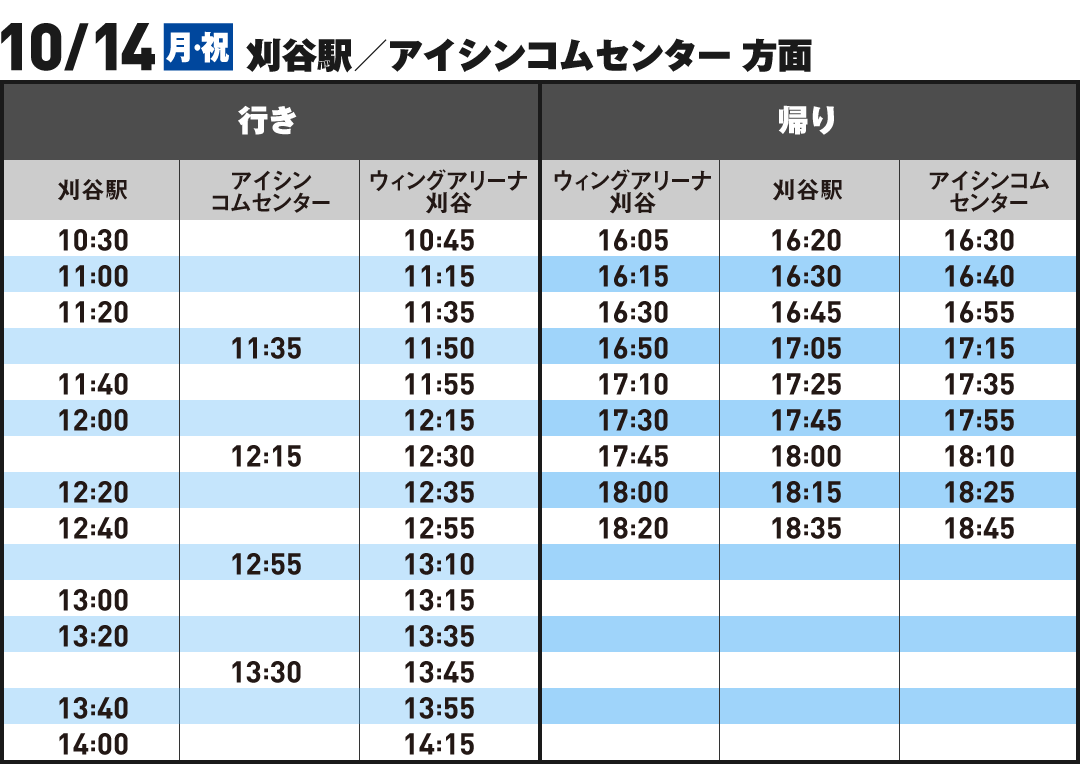 10/14 月・祝 刈谷駅／アイシンコムセンター 方面
行き 帰り
刈谷駅 アイシン コムセンター ウィングアリーナ 刈谷 ウィングアリーナ 刈谷 刈谷駅 アイシンコム センター
10:30 10:45 16:05 16:20 16:30
11:00 11:15 16:15 16:30 16:40
11:20 11:35 16:30 16:45 16:55
11:35 11:50 16:50 17:05 17:15
11:40 11:55 17:10 17:25 17:35
12:00 12:15 17:30 17:45 17:55
12:15 12:30 17:45 18:00 18:10
12:20 12:35 18:00 18:15 18:25
12:40 12:55 18:20 18:35 18:45
12:55 13:10
13:00 13:15
13:20 13:35
13:30 13:45
13:40 13:55
14:00 14:15